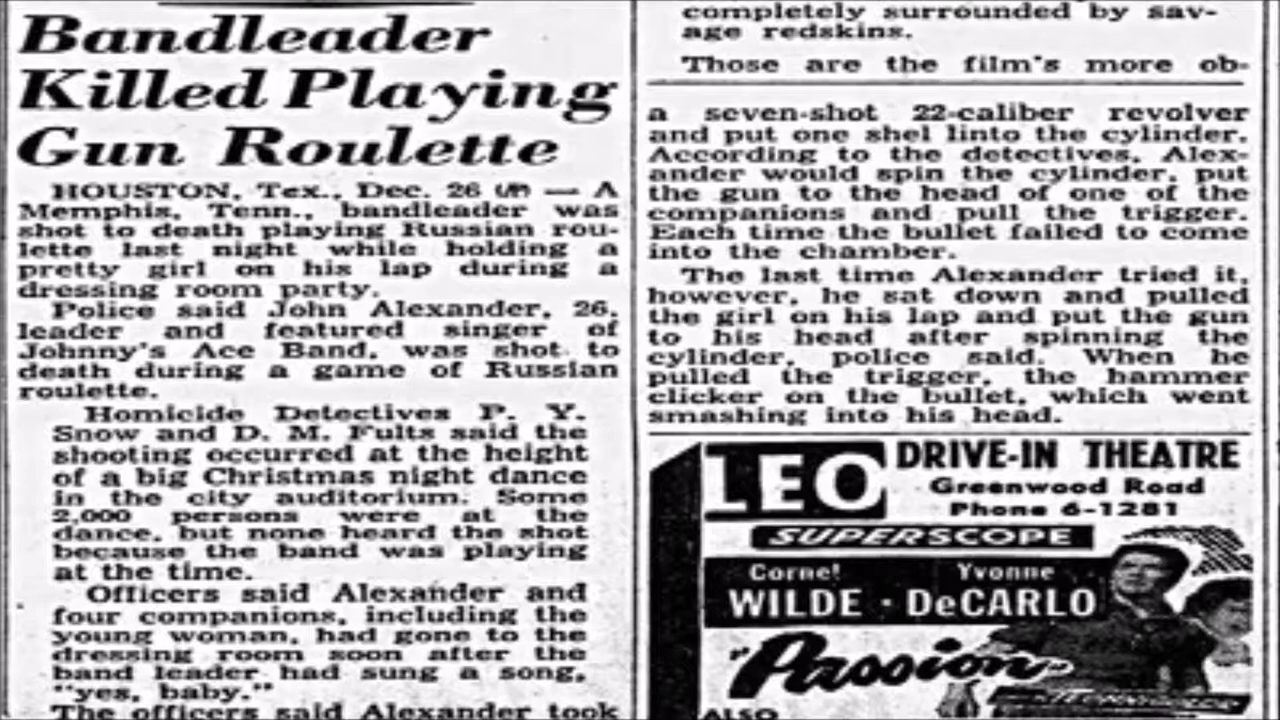 Bandleader
Killed Playing
Gun Roulette
HOUSTON, Tex., Dec. 26 (UP) — A
Memphis, Tenn., bandleader was
shot to death playing Russian rou-
lette last night while holding a
pretty girl on his lap during a
dressing room party.
Police said John Alexander, 26,
leader and featured singer of
Johnny's Ace Band, was shot to
death during a game of Russian
roulette.
Homicide Detectives P. Y.
Snow and D. M. Fults said the
shooting occurred at the height
of a big Christmas night dance
in the city auditorium. Some
2,000 persons were at the
dance, but none heard the shot
because the band was playing
at the time.
Officers said Alexander and
four companions, including the
young woman, had gone to the
dressing room soon after the
band leader had sung a song,
"yes, baby."
The officers said Alexander took
completely surrounded by sav-
age redskins.
Those are the film's more ob-
a seven-shot 22-caliber revolver
and put one shel linto the cylinder.
According to the detectives, Alex-
ander would spin the cylinder, put
the gun to the head of one of the
companions and pull the trigger.
Each time the bullet failed to come
into the chamber.
The last time Alexander tried it,
however, he sat down and pulled
the girl on his lap and put the gun
to his head after spinning the
cylinder, police said. When he
pulled the trigger, the hammer
clicker on the bullet, which went
smashing into his head.
LEO DRIVE-IN THEATRE
Greenwood Road
Phone 6-1281
SUPERSCOPE
Cornel Yvonne
WILDE · DeCARLO
"Passion"
ALSO